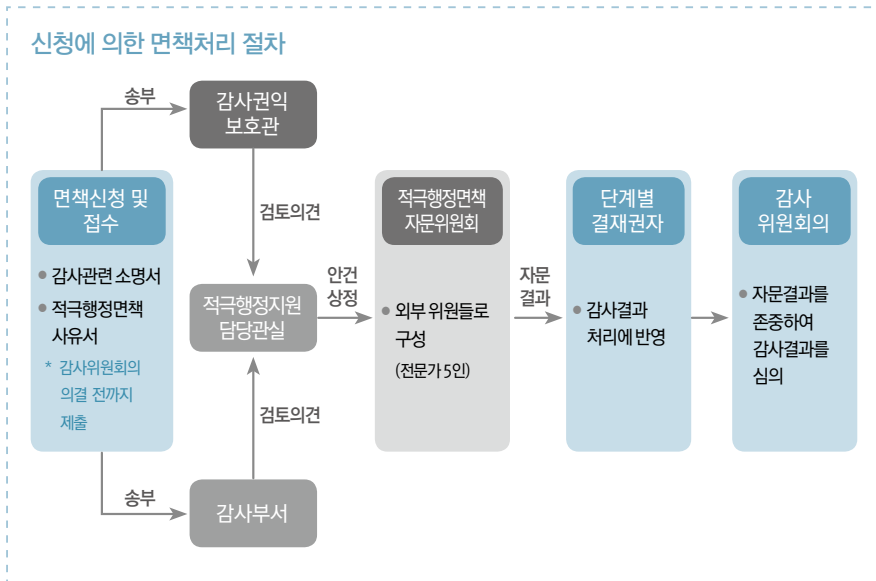 신청에 의한 면책처리 절차
송부
감사권익
보호관
면책신청 및
접수
● 감사관련 소명서
● 적극행정면책
사유서
* 감사위원회의
의결 전까지
제출
검토의견
적극행정지원
담당관실
검토의견
송부
감사부서
안건
상정
적극행정면책
자문위원회
● 외부 위원들로
구성
(전문가 5인)
자문
결과
단계별
결재권자
● 감사결과
처리에 반영
감사
위원회의
● 자문결과를
존중하여
감사결과를
심의